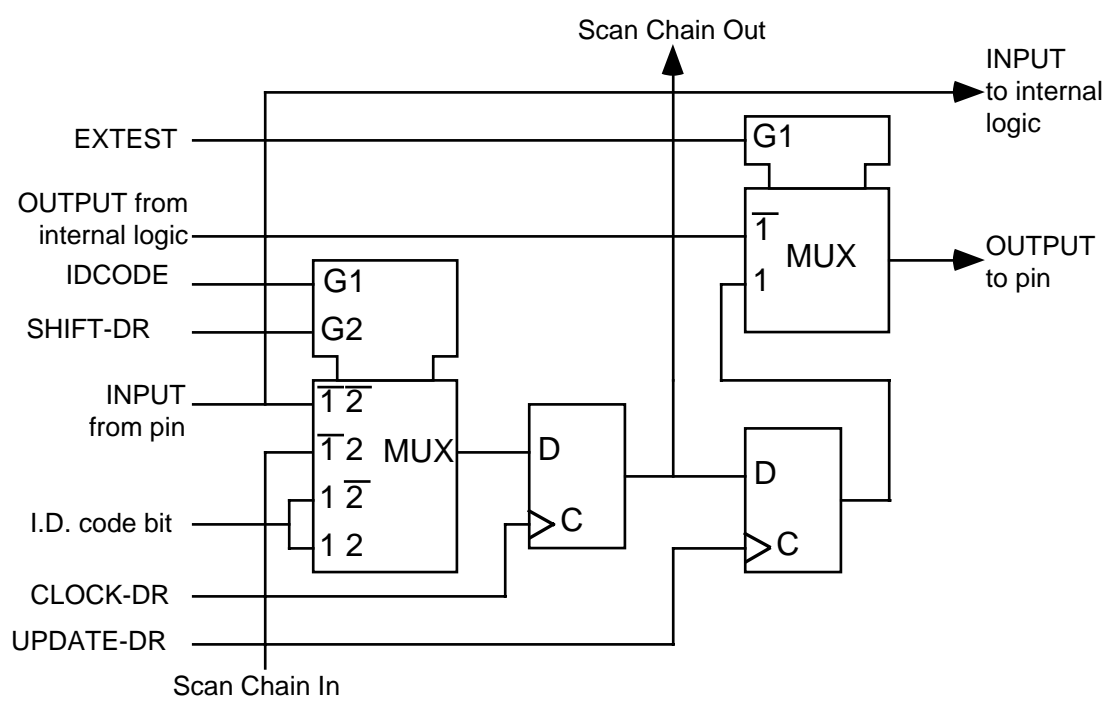 Scan Chain Out
INPUT
to internal
logic
EXTEST
G1
OUTPUT from
internal logic
1
MUX
1
OUTPUT
to pin
IDCODE
G1
SHIFT-DR
G2
INPUT
from pin
1 2
1 2
MUX
1 2
1 2
D
C
D
C
I.D. code bit
CLOCK-DR
UPDATE-DR
Scan Chain In